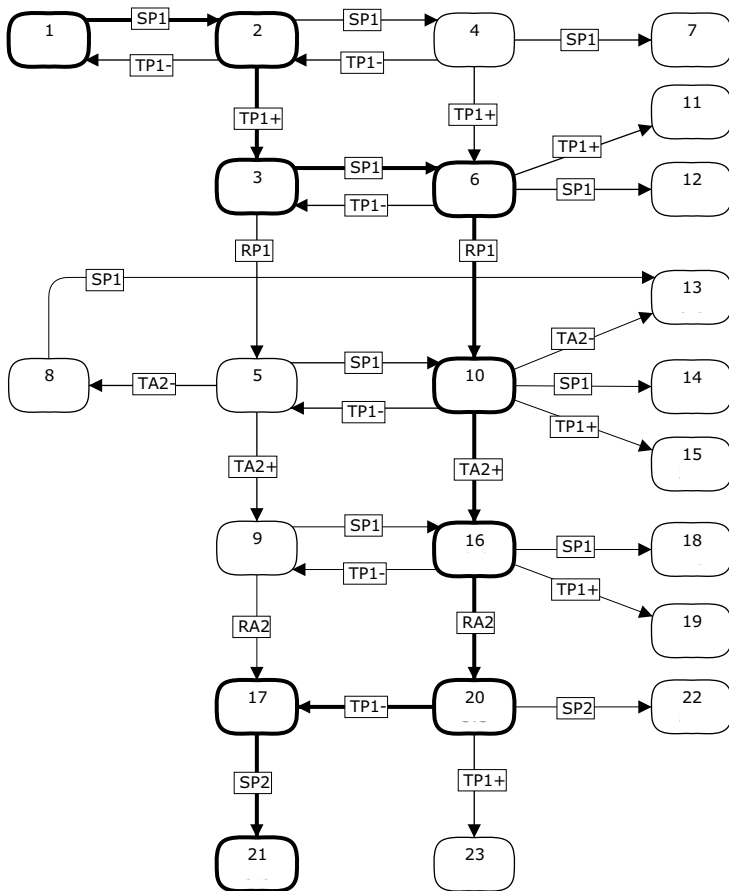 1 SP1 2 SP1 4 SP1 7
TP1- TP1-
11
TP1+ TP1+ TP1+
3 SP1 6 SP1 12
TP1-
RP1 RP1
SP1 13
TA2-
8 TA2- 5 SP1 10 SP1 14
TP1- TP1+
15
TA2+ TA2+
9 SP1 16 SP1 18
TP1- TP1+
19
RA2 RA2
17 TP1- 20 SP2 22
SP2 TP1+
21 23